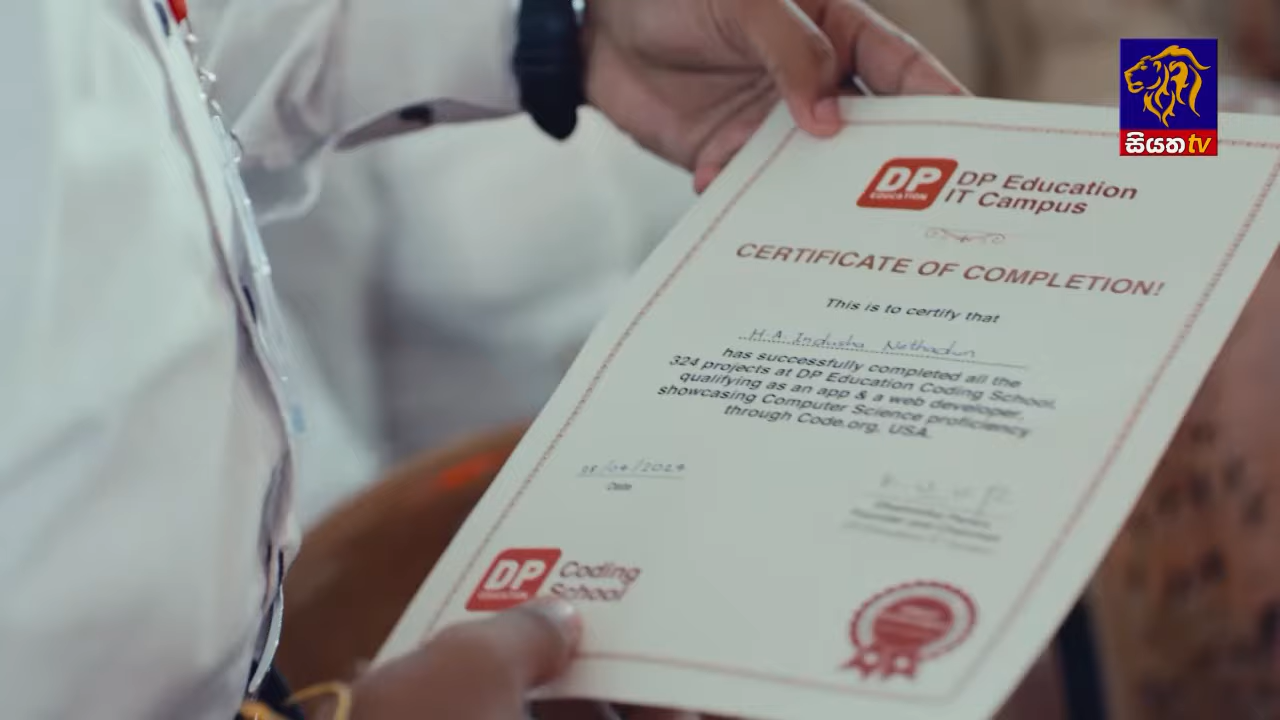 සියත tv
DP
EDUCATION
DP Education
IT Campus
CERTIFICATE OF COMPLETION!
This is to certify that
H.A. Indusha Nethadun
has successfully completed all the
324 projects at DP Education Coding School,
qualifying as an app & a web developer,
showcasing Computer Science proficiency
through Code.org, USA.
08/04/2024
Date
DP
EDUCATION
Coding
School